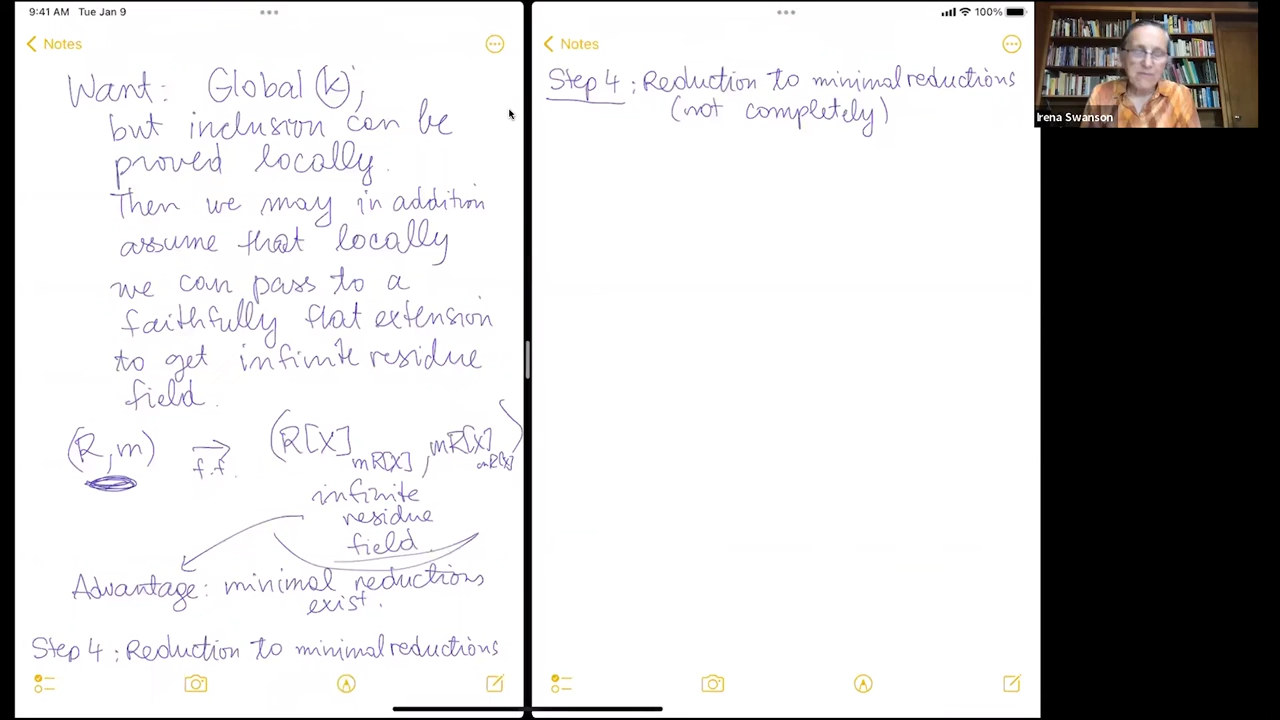 9:41 AM Tue Jan 9
Notes
Want: Global (k),
but inclusion can be
proved locally.
Then we may in addition
assume that locally
we can pass to a
faithfully flat extension
to get infinite residue
field.
(R, m) → f.f. (R[X] mR[X], mR[X] mR[X])
infinite
residue
field.
Advantage: minimal reductions
exist.
Step 4 : Reduction to minimal reductions
100%
Notes
Step 4 : Reduction to minimal reductions
(not completely)
Irena Swanson